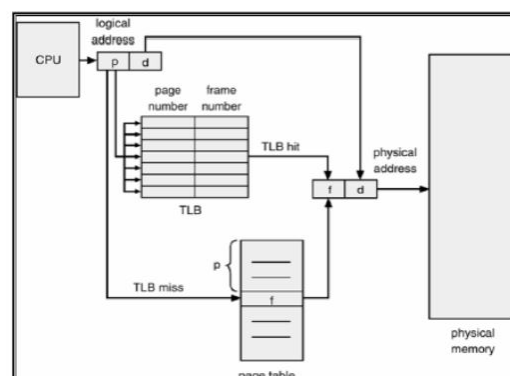 logical
address
CPU
p d
page
number
frame
number
TLB hit
physical
address
f d
TLB
p
TLB miss
f
physical
memory
page table